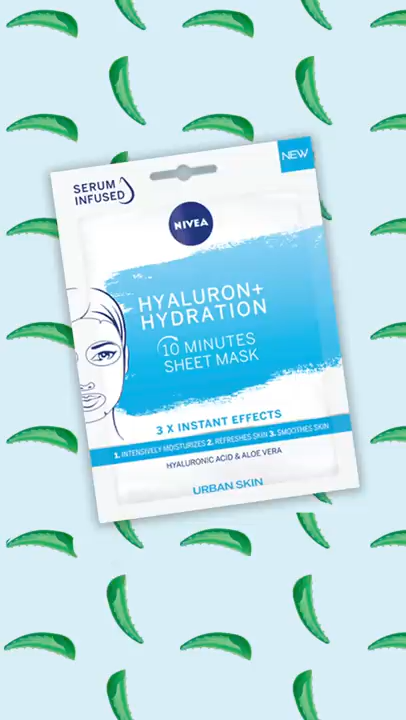 SERUM
INFUSED
NEW
NIVEA
HYALURON+
HYDRATION
10 MINUTES
SHEET MASK
3 X INSTANT EFFECTS
1. INTENSIVELY MOISTURIZES 2. REFRESHES SKIN 3. SMOOTHES SKIN
HYALURONIC ACID & ALOE VERA
URBAN SKIN